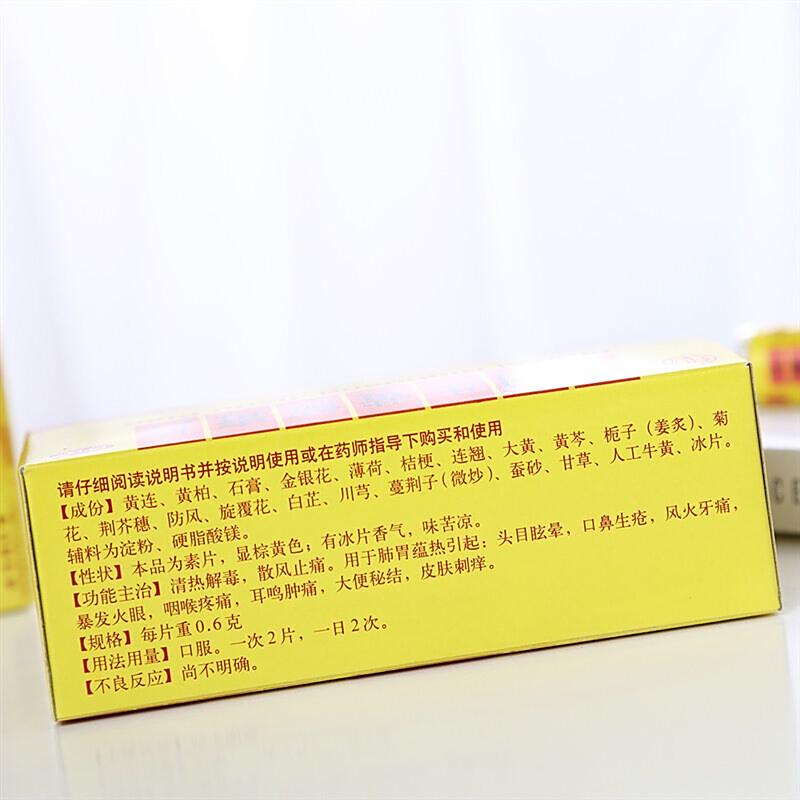 请仔细阅读说明书并按说明使用或在药师指导下购买和使用
【成份】黄连、黄柏、石膏、金银花、薄荷、桔梗、连翘、大黄、黄芩、栀子（姜炙）、菊
花、荆芥穗、防风、旋覆花、白芷、川芎、蔓荆子（微炒）、蚕砂、甘草、人工牛黄、冰片。
辅料为淀粉、硬脂酸镁。
【性状】本品为素片，显棕黄色；有冰片香气，味苦凉。
【功能主治】清热解毒，散风止痛。用于肺胃蕴热引起：头目眩晕，口鼻生疮，风火牙痛，
暴发火眼，咽喉疼痛，耳鸣肿痛，大便秘结，皮肤刺痒。
【规格】每片重0.6克
【用法用量】口服。一次2片，一日2次。
【不良反应】尚不明确。